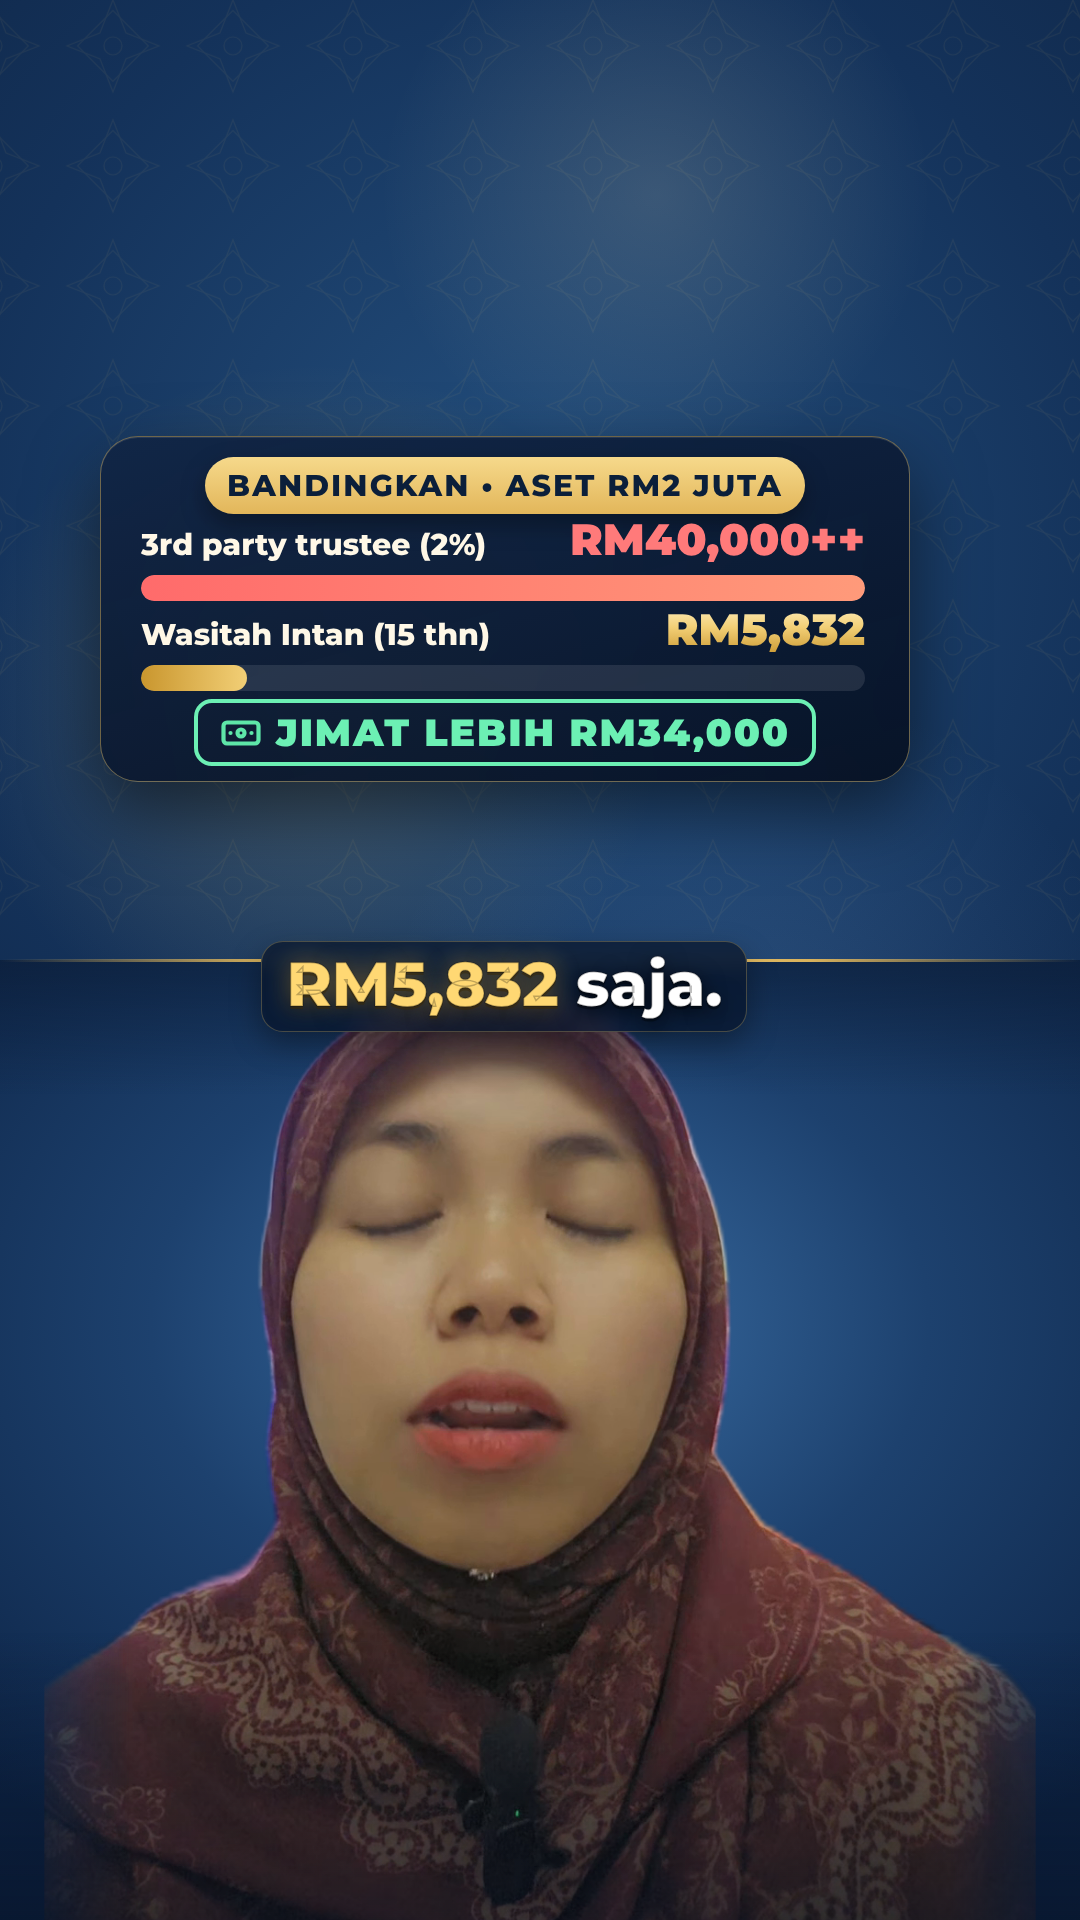 BANDINGKAN • ASET RM2 JUTA
3rd party trustee (2%) RM40,000++
Wasitah Intan (15 thn) RM5,832
JIMAT LEBIH RM34,000
RM5,832 saja.